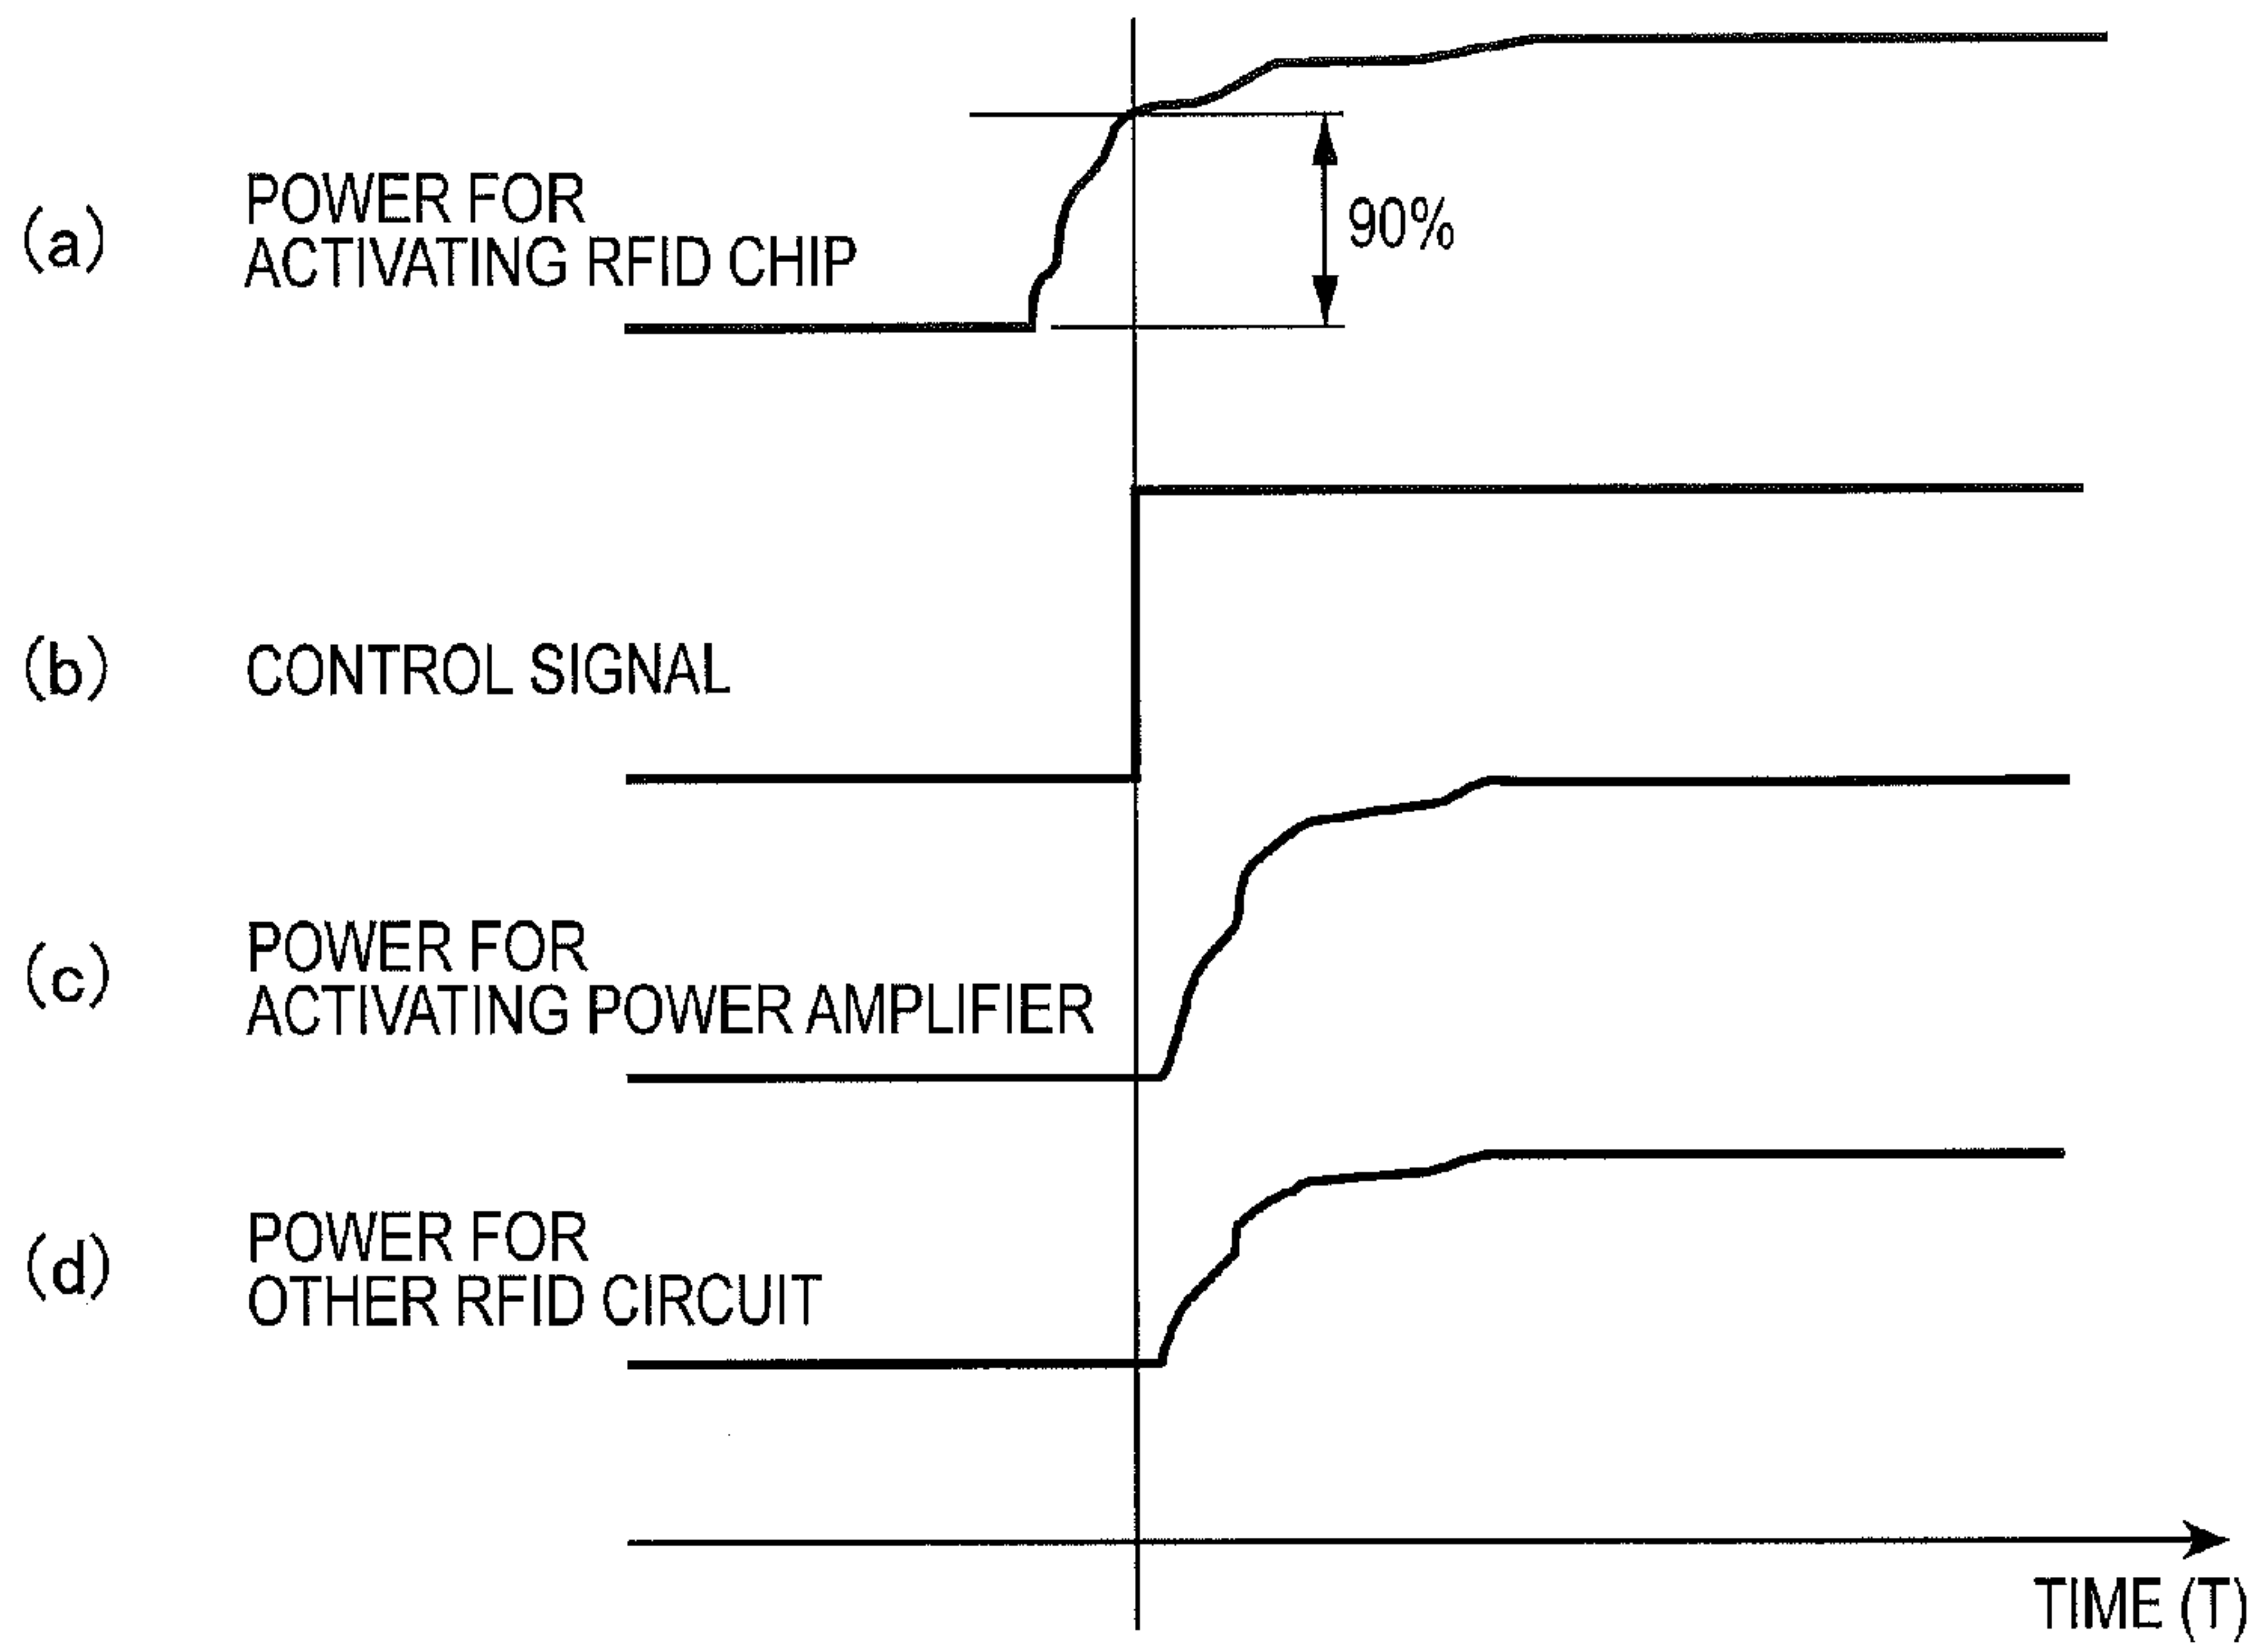 (a)
POWER FOR
ACTIVATING RFID CHIP
90%
(b)
CONTROL SIGNAL
(c)
POWER FOR
ACTIVATING POWER AMPLIFIER
(d)
POWER FOR
OTHER RFID CIRCUIT
TIME (T)